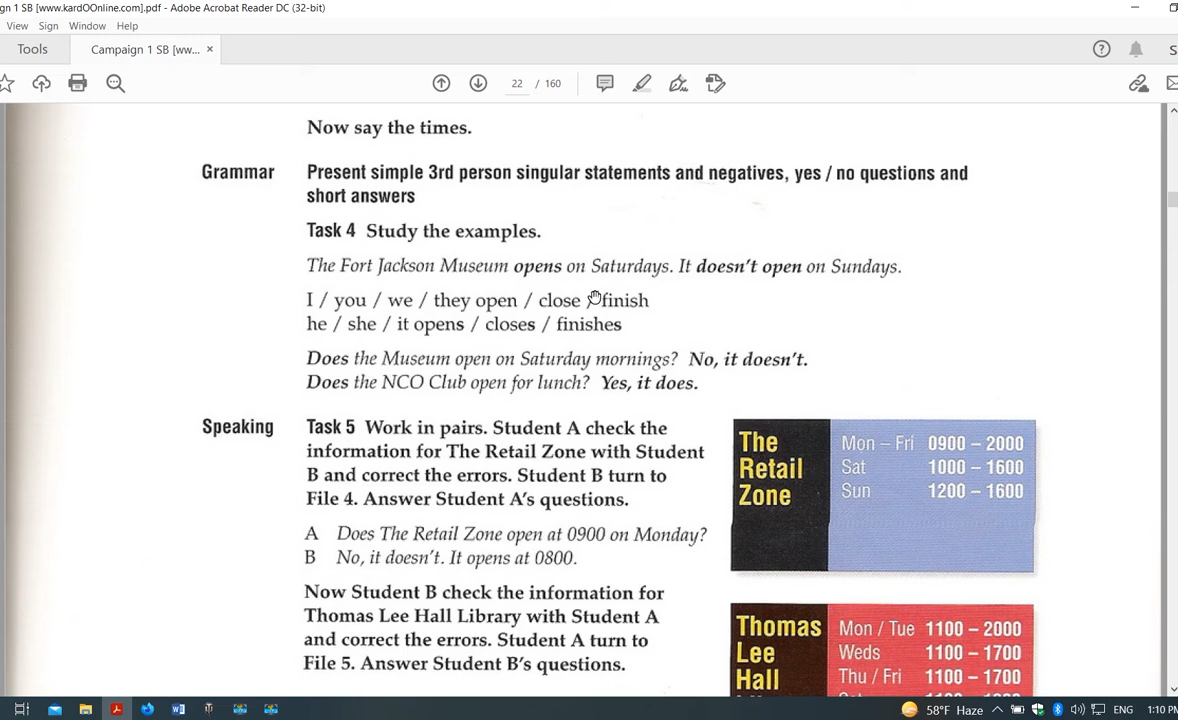 gn 1 SB [www.kardOOnline.com].pdf - Adobe Acrobat Reader DC (32-bit)
View Sign Window Help
Tools Campaign 1 SB [ww... ×
22 / 160
Now say the times.
Grammar Present simple 3rd person singular statements and negatives, yes / no questions and
short answers
Task 4 Study the examples.
The Fort Jackson Museum opens on Saturdays. It doesn't open on Sundays.
I / you / we / they open / close / finish
he / she / it opens / closes / finishes
Does the Museum open on Saturday mornings? No, it doesn't.
Does the NCO Club open for lunch? Yes, it does.
Speaking Task 5 Work in pairs. Student A check the
information for The Retail Zone with Student
B and correct the errors. Student B turn to
File 4. Answer Student A's questions.
A Does The Retail Zone open at 0900 on Monday?
B No, it doesn't. It opens at 0800.
Now Student B check the information for
Thomas Lee Hall Library with Student A
and correct the errors. Student A turn to
File 5. Answer Student B's questions.
The Retail Zone
Mon – Fri 0900 – 2000
Sat 1000 – 1600
Sun 1200 – 1600
Thomas Lee Hall
Mon / Tue 1100 – 2000
Weds 1100 – 1700
Thu / Fri 1100 – 1700
58°F Haze ENG 1:10 PM